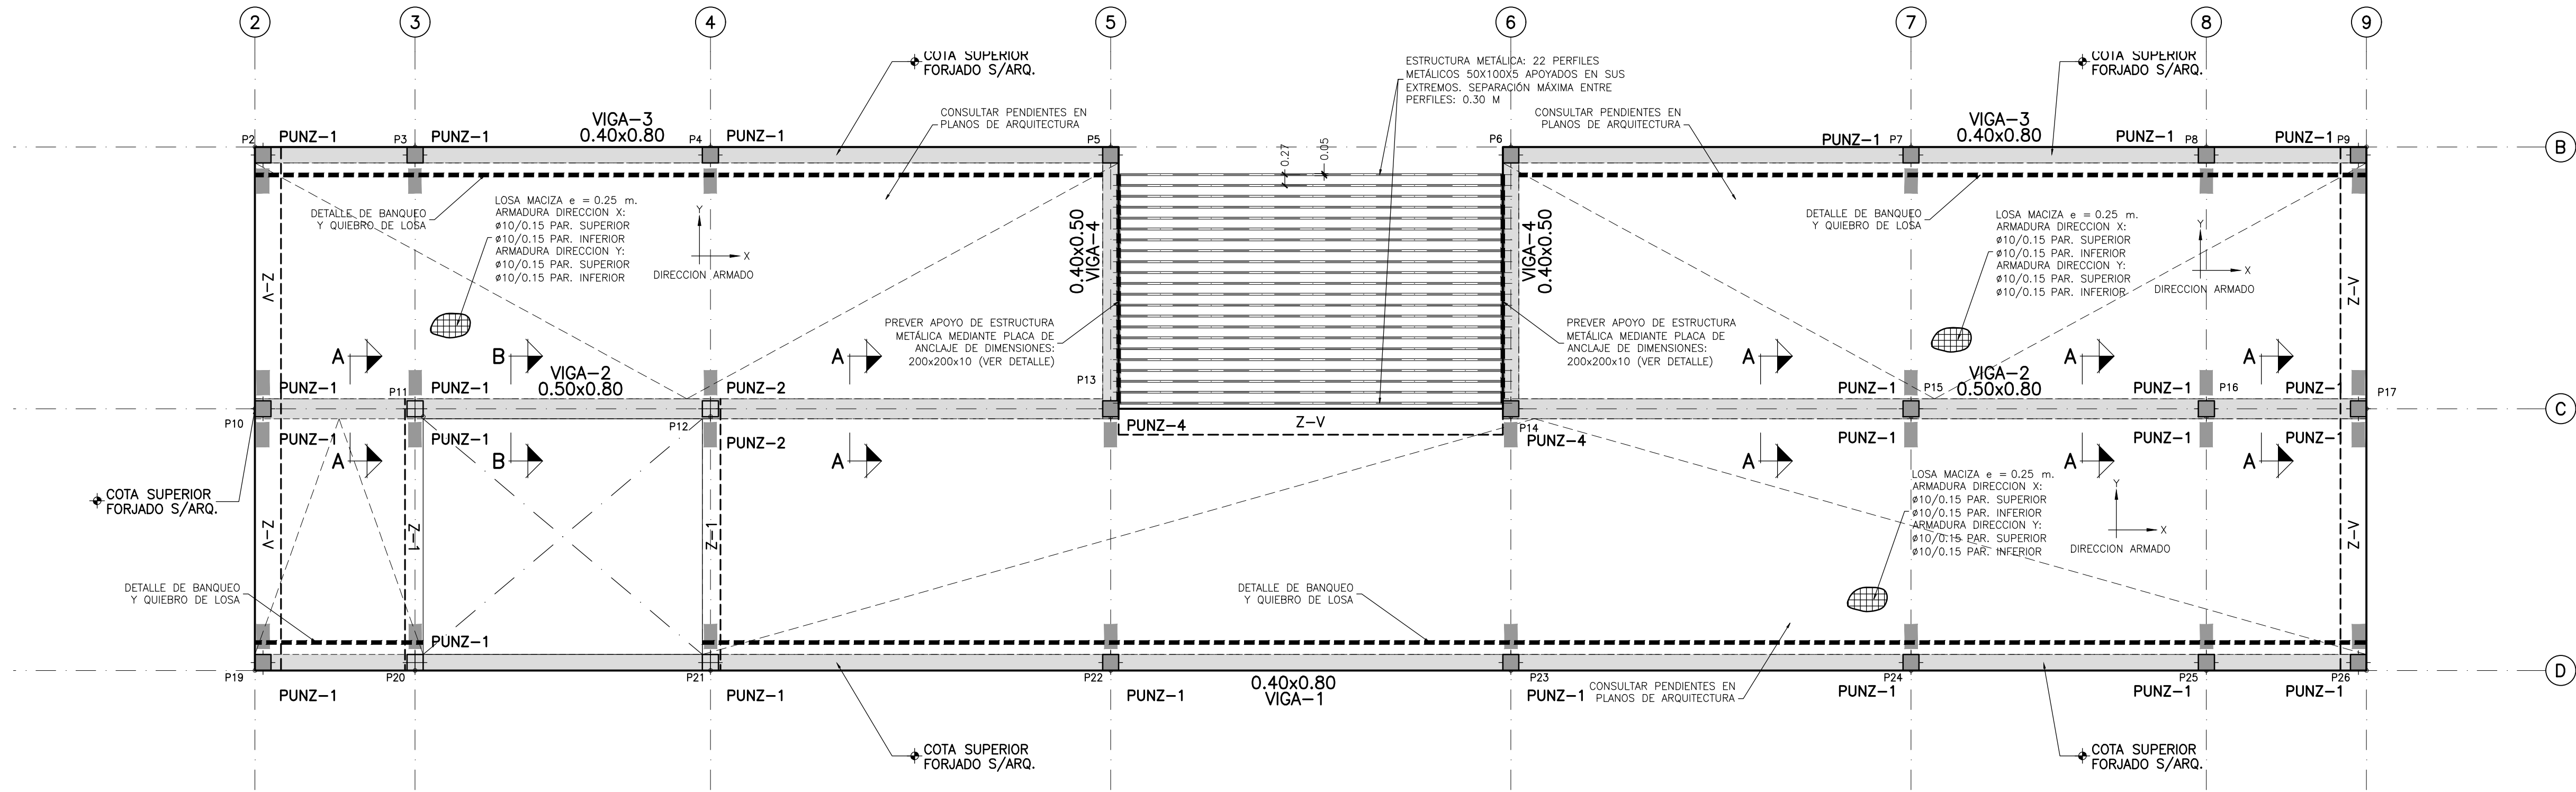 2
3
4
5
6
7
8
9
COTA SUPERIOR
FORJADO S/ARQ.
ESTRUCTURA METÁLICA: 22 PERFILES
METÁLICOS 50X100X5 APOYADOS EN SUS
EXTREMOS. SEPARACIÓN MÁXIMA ENTRE
PERFILES: 0.30 M
COTA SUPERIOR
FORJADO S/ARQ.
CONSULTAR PENDIENTES EN
PLANOS DE ARQUITECTURA
CONSULTAR PENDIENTES EN
PLANOS DE ARQUITECTURA
VIGA-3
0.40x0.80
VIGA-3
0.40x0.80
P2
PUNZ-1
P3
PUNZ-1
P4
PUNZ-1
P5
P6
PUNZ-1
P7
PUNZ-1
P8
PUNZ-1
P9
B
0.27
0.05
DETALLE DE BANQUEO
Y QUIEBRO DE LOSA
LOSA MACIZA e = 0.25 m.
ARMADURA DIRECCION X:
ø10/0.15 PAR. SUPERIOR
ø10/0.15 PAR. INFERIOR
ARMADURA DIRECCION Y:
ø10/0.15 PAR. SUPERIOR
ø10/0.15 PAR. INFERIOR
Y
X
DIRECCION ARMADO
0.40x0.50
VIGA-4
VIGA-4
0.40x0.50
DETALLE DE BANQUEO
Y QUIEBRO DE LOSA
LOSA MACIZA e = 0.25 m.
ARMADURA DIRECCION X:
ø10/0.15 PAR. SUPERIOR
ø10/0.15 PAR. INFERIOR
ARMADURA DIRECCION Y:
ø10/0.15 PAR. SUPERIOR
ø10/0.15 PAR. INFERIOR
Y
X
DIRECCION ARMADO
Z-V
Z-V
PREVER APOYO DE ESTRUCTURA
METÁLICA MEDIANTE PLACA DE
ANCLAJE DE DIMENSIONES:
200x200x10 (VER DETALLE)
PREVER APOYO DE ESTRUCTURA
METÁLICA MEDIANTE PLACA DE
ANCLAJE DE DIMENSIONES:
200x200x10 (VER DETALLE)
A
B
A
A
A
A
VIGA-2
0.50x0.80
VIGA-2
0.50x0.80
PUNZ-1
P11
PUNZ-1
PUNZ-2
P13
PUNZ-1
P15
PUNZ-1
P16
PUNZ-1
P17
C
P10
PUNZ-1
PUNZ-1
P12
PUNZ-2
PUNZ-4
Z-V
P14
PUNZ-4
PUNZ-1
PUNZ-1
PUNZ-1
A
B
A
A
A
A
COTA SUPERIOR
FORJADO S/ARQ.
Z-V
Z-1
Z-1
LOSA MACIZA e = 0.25 m.
ARMADURA DIRECCION X:
ø10/0.15 PAR. SUPERIOR
ø10/0.15 PAR. INFERIOR
ARMADURA DIRECCION Y:
ø10/0.15 PAR. SUPERIOR
ø10/0.15 PAR. INFERIOR
Y
X
DIRECCION ARMADO
Z-V
DETALLE DE BANQUEO
Y QUIEBRO DE LOSA
DETALLE DE BANQUEO
Y QUIEBRO DE LOSA
PUNZ-1
P19
PUNZ-1
P20
P21
PUNZ-1
P22
PUNZ-1
0.40x0.80
VIGA-1
P23
PUNZ-1
CONSULTAR PENDIENTES EN
PLANOS DE ARQUITECTURA
P24
PUNZ-1
PUNZ-1
P25
PUNZ-1
P26
D
COTA SUPERIOR
FORJADO S/ARQ.
COTA SUPERIOR
FORJADO S/ARQ.